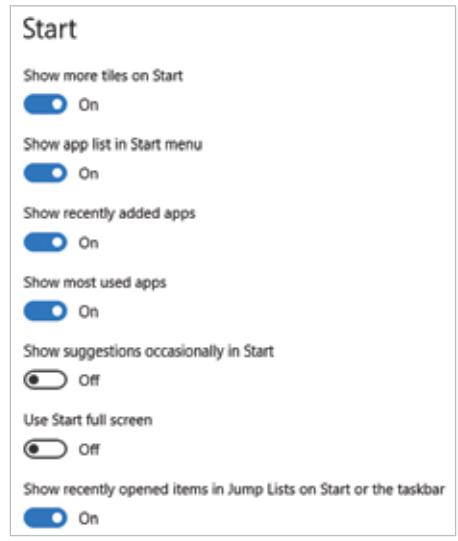 Start
Show more tiles on Start
On
Show app list in Start menu
On
Show recently added apps
On
Show most used apps
On
Show suggestions occasionally in Start
Off
Use Start full screen
Off
Show recently opened items in Jump Lists on Start or the taskbar
On